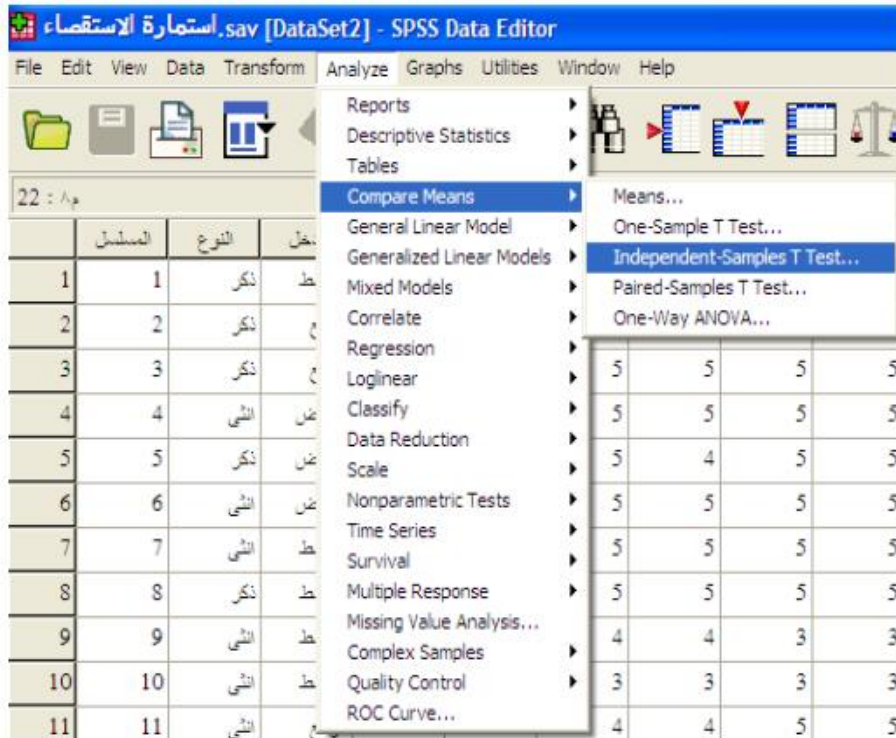 استمارة الاستقصاء.sav [DataSet2] - SPSS Data Editor
File Edit View Data Transform Analyze Graphs Utilities Window Help
Reports
Descriptive Statistics
Tables
22 : م٨
Compare Means
Means...
المسلسل النوع
General Linear Model
One-Sample T Test...
Generalized Linear Models
Independent-Samples T Test...
1 1 ذكر
Mixed Models
Paired-Samples T Test...
2 2 ذكر
Correlate
One-Way ANOVA...
Regression
3 3 ذكر
Loglinear
5 5 5 5
4 4 انثى
Classify
5 5 5 5
Data Reduction
5 5 ذكر
Scale
5 4 5 5
6 6 انثى
Nonparametric Tests
5 5 5 5
Time Series
7 7 انثى
Survival
5 5 5 5
8 8 ذكر
Multiple Response
5 5 5 5
Missing Value Analysis...
9 9 انثى
Complex Samples
4 4 3 3
10 10 انثى
Quality Control
3 3 3 3
ROC Curve...
11 11 انثى
4 4 5 5